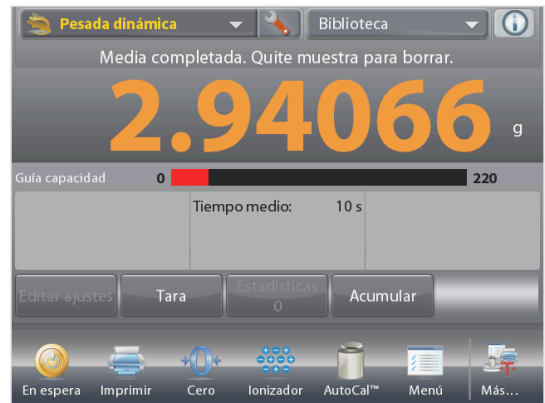 Pesada dinámica Biblioteca
Media completada. Quite muestra para borrar.
2.94066 g
Guía capacidad 0 220
Tiempo medio: 10 s
Editar ajustes Tara Estadísticas 0 Acumular
En espera Imprimir Cero Ionizador AutoCal™ Menú Más...